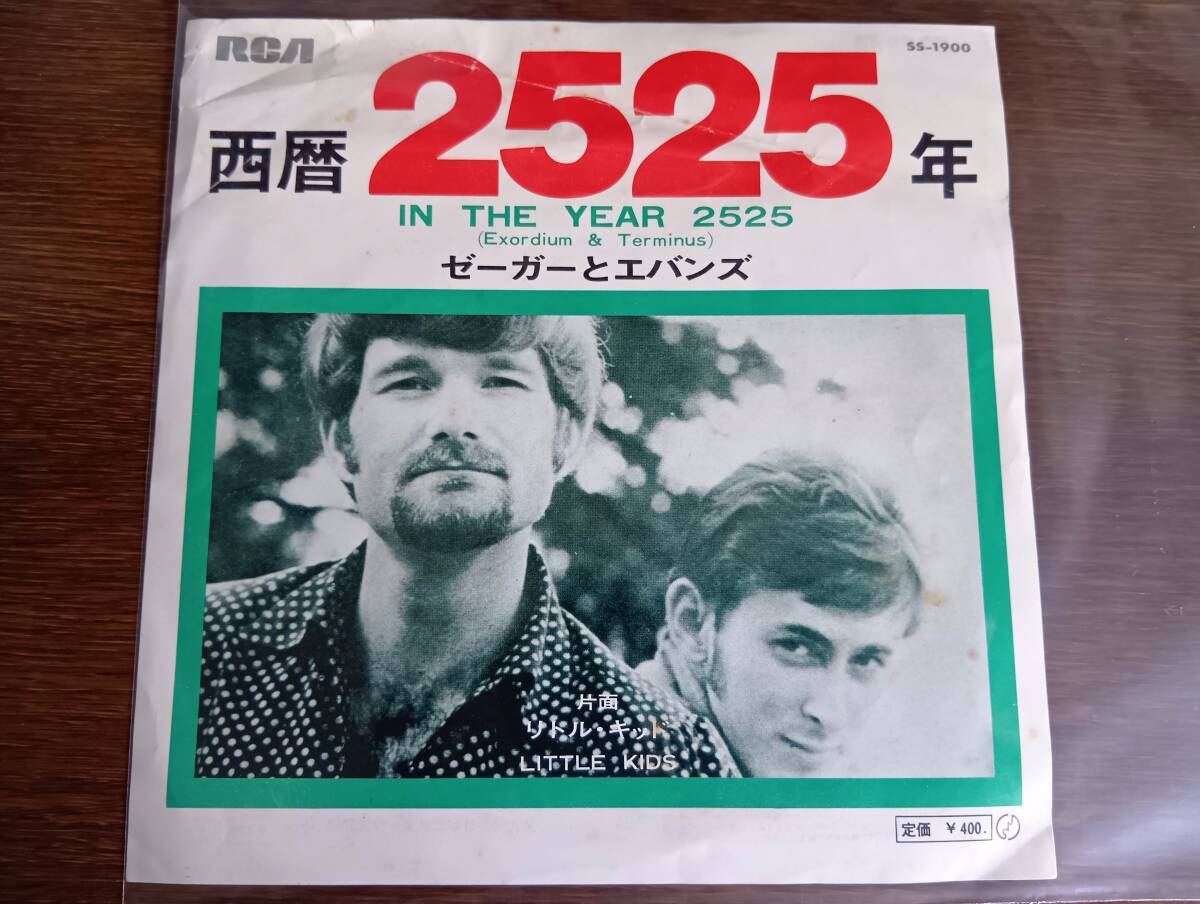 RCA
SS-1900
西暦 2525 年
IN THE YEAR 2525
(Exordium & Terminus)
ゼーガーとエバンズ
片面
リトル・キッド
LITTLE KIDS
定価 ¥400.